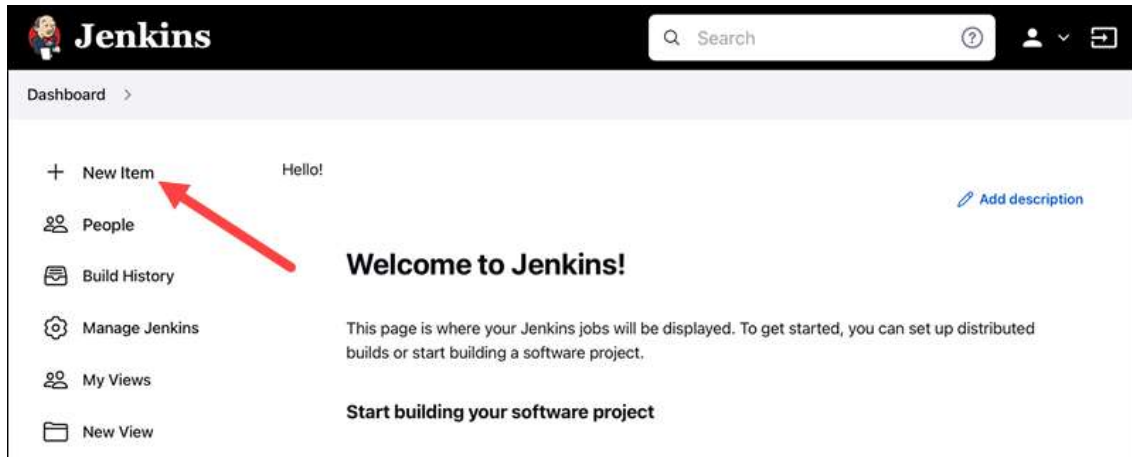 Jenkins
Search
Dashboard
New Item
Hello!
Add description
People
Build History
Manage Jenkins
My Views
New View
Welcome to Jenkins!
This page is where your Jenkins jobs will be displayed. To get started, you can set up distributed
builds or start building a software project.
Start building your software project